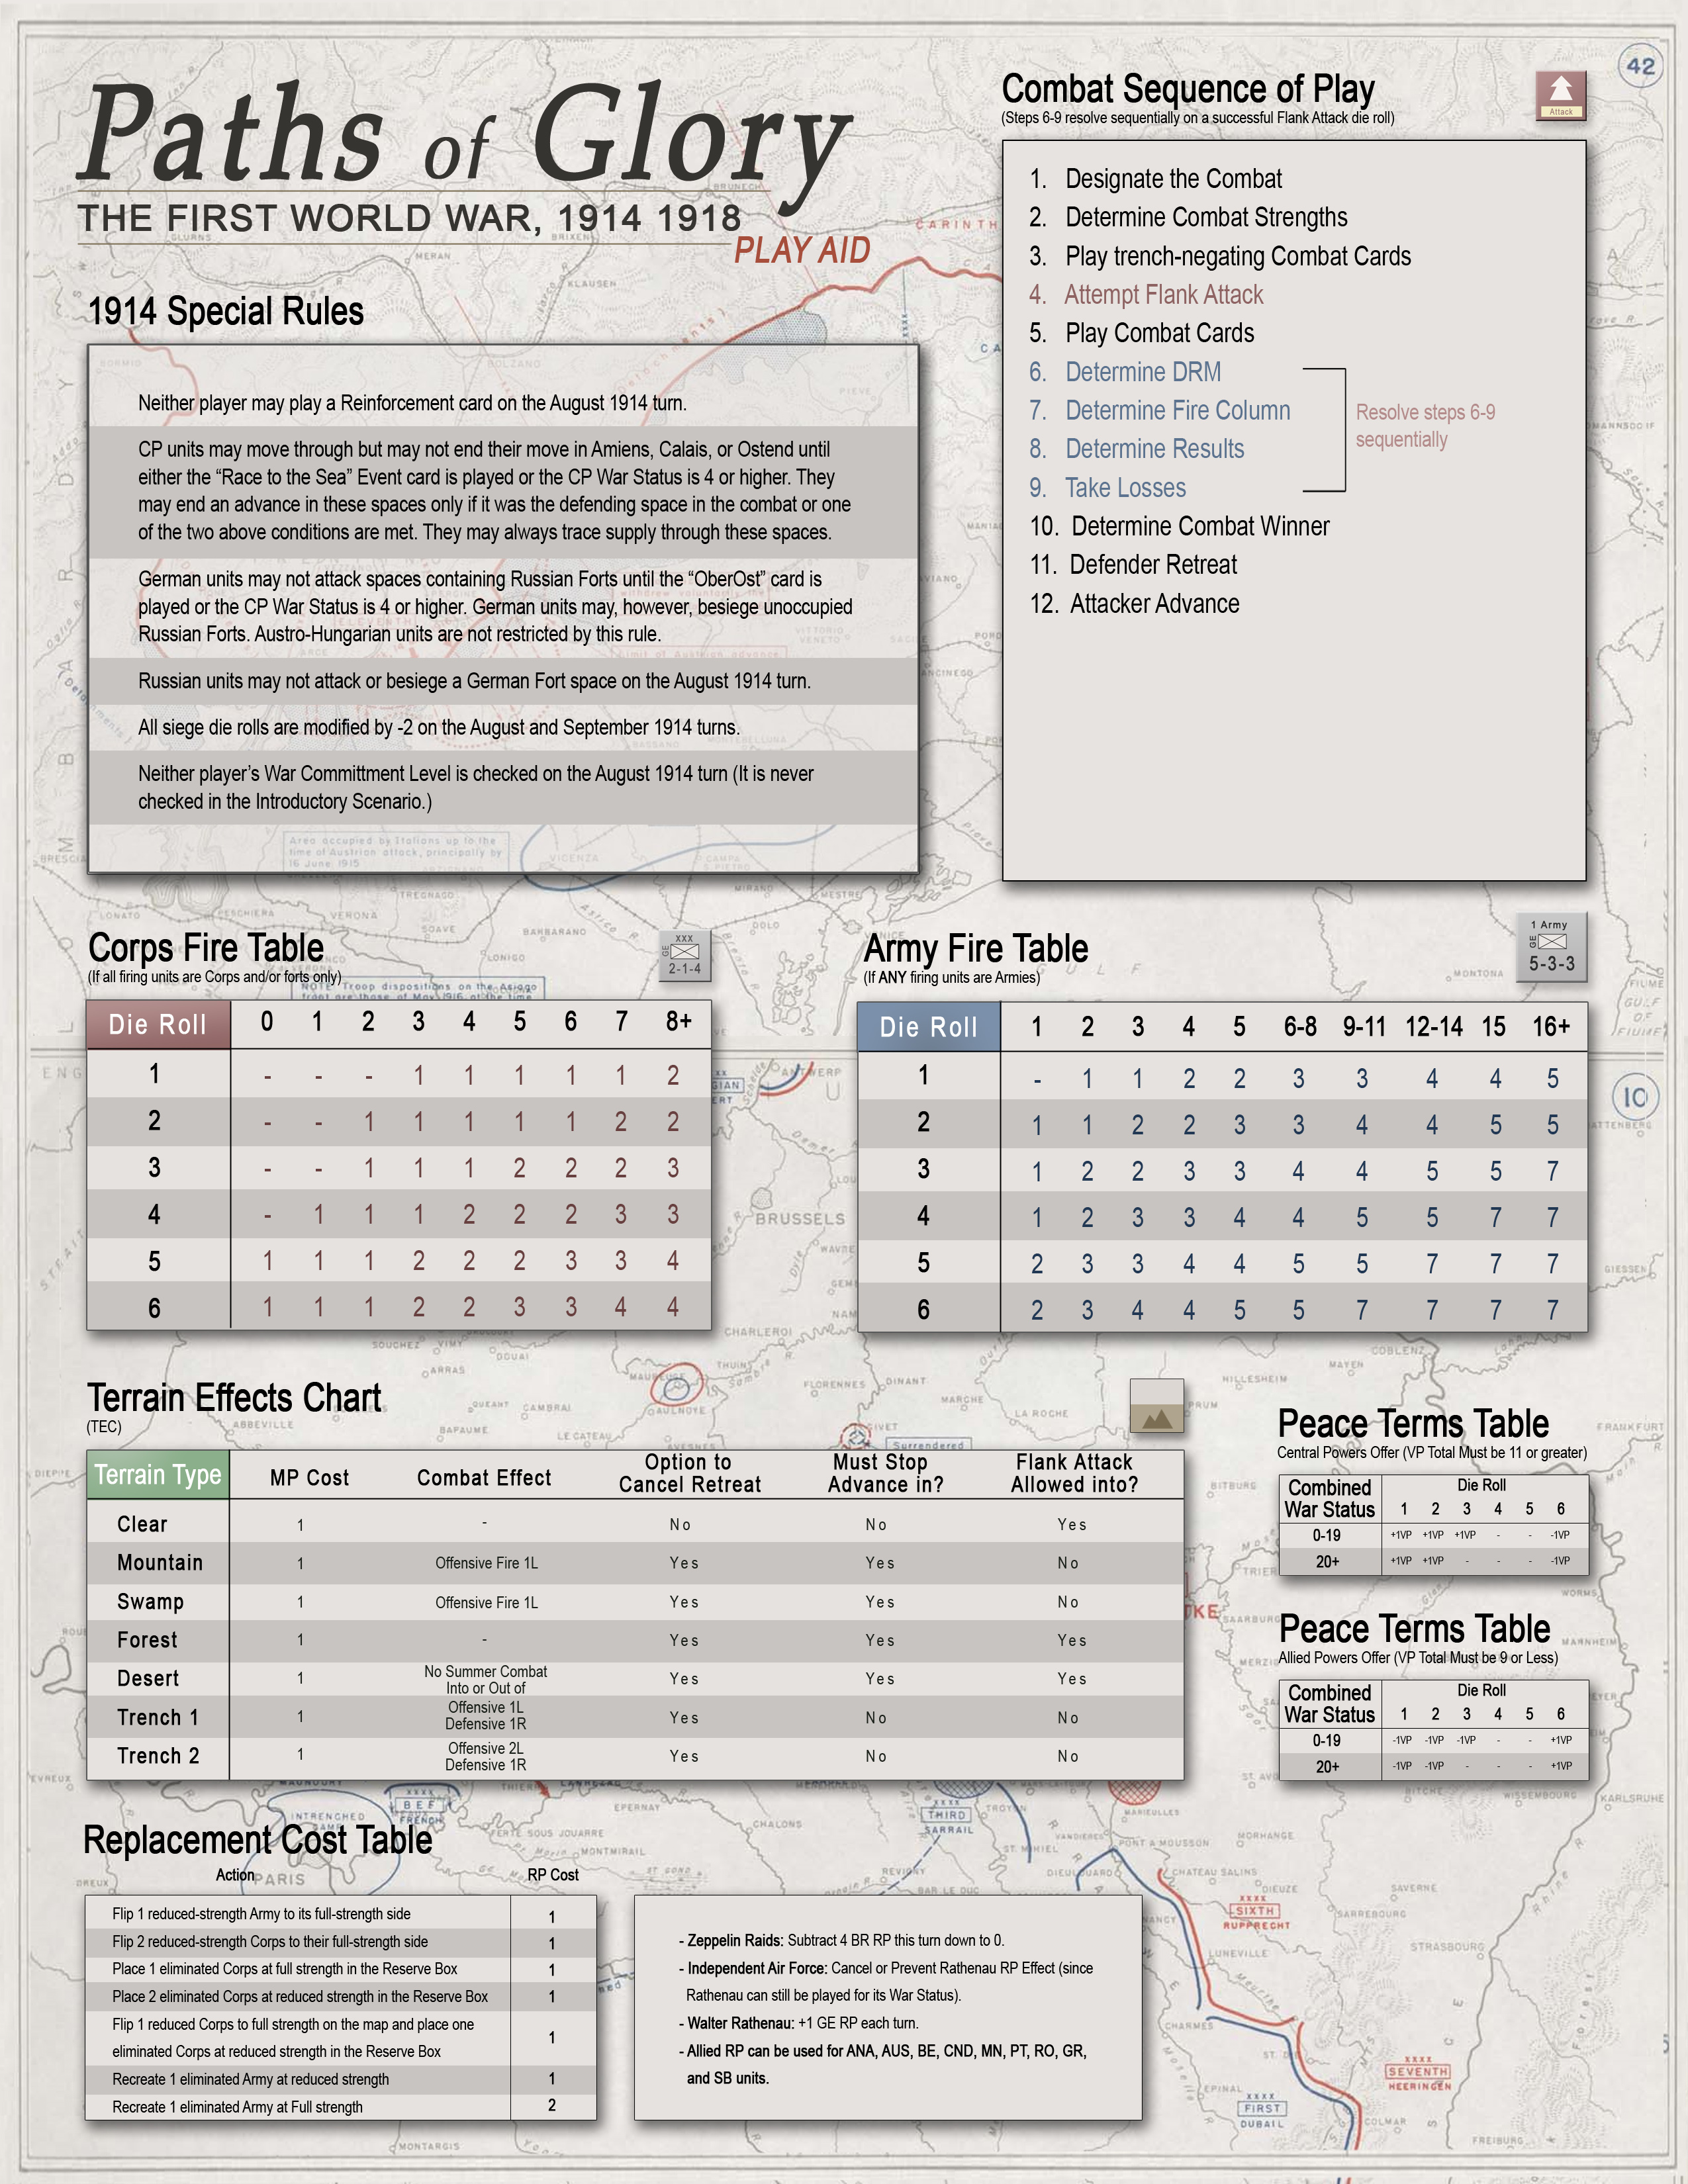 Paths of Glory
THE FIRST WORLD WAR, 1914 1918
PLAY AID
1914 Special Rules
Neither player may play a Reinforcement card on the August 1914 turn.
CP units may move through but may not end their move in Amiens, Calais, or Ostend until
either the “Race to the Sea” Event card is played or the CP War Status is 4 or higher. They
may end an advance in these spaces only if it was the defending space in the combat or one
of the two above conditions are met. They may always trace supply through these spaces.
German units may not attack spaces containing Russian Forts until the “OberOst” card is
played or the CP War Status is 4 or higher. German units may, however, besiege unoccupied
Russian Forts. Austro-Hungarian units are not restricted by this rule.
Russian units may not attack or besiege a German Fort space on the August 1914 turn.
All siege die rolls are modified by -2 on the August and September 1914 turns.
Neither player’s War Committment Level is checked on the August 1914 turn (It is never
checked in the Introductory Scenario.)
Combat Sequence of Play
(Steps 6-9 resolve sequentially on a successful Flank Attack die roll)
Attack
42
1. Designate the Combat
2. Determine Combat Strengths
3. Play trench-negating Combat Cards
4. Attempt Flank Attack
5. Play Combat Cards
6. Determine DRM
7. Determine Fire Column
8. Determine Results
9. Take Losses
Resolve steps 6-9
sequentially
10. Determine Combat Winner
11. Defender Retreat
12. Attacker Advance
Corps Fire Table
(If all firing units are Corps and/or forts only)
XXX
GE
2-1-4
Die Roll 0 1 2 3 4 5 6 7 8+
1 - - - 1 1 1 1 1 2
2 - - 1 1 1 1 1 2 2
3 - - 1 1 1 2 2 2 3
4 - 1 1 1 2 2 2 3 3
5 1 1 1 2 2 2 3 3 4
6 1 1 1 2 2 3 3 4 4
Army Fire Table
(If ANY firing units are Armies)
1 Army
GE
5-3-3
Die Roll 1 2 3 4 5 6-8 9-11 12-14 15 16+
1 - 1 1 2 2 3 3 4 4 5
2 1 1 2 2 3 3 4 4 5 5
3 1 2 2 3 3 4 4 5 5 7
4 1 2 3 3 4 4 5 5 7 7
5 2 3 3 4 4 5 5 7 7 7
6 2 3 4 4 5 5 7 7 7 7
10
Terrain Effects Chart
(TEC)
Terrain Type MP Cost Combat Effect Option to Cancel Retreat Must Stop Advance in? Flank Attack Allowed into?
Clear 1 - No No Yes
Mountain 1 Offensive Fire 1L Yes Yes No
Swamp 1 Offensive Fire 1L Yes Yes No
Forest 1 - Yes Yes Yes
Desert 1 No Summer Combat Into or Out of Yes Yes Yes
Trench 1 1 Offensive 1L Defensive 1R Yes No No
Trench 2 1 Offensive 2L Defensive 1R Yes No No
Peace Terms Table
Central Powers Offer (VP Total Must be 11 or greater)
Combined War Status Die Roll
1 2 3 4 5 6
0-19 +1VP +1VP +1VP - - -1VP
20+ +1VP +1VP - - - -1VP
Peace Terms Table
Allied Powers Offer (VP Total Must be 9 or Less)
Combined War Status Die Roll
1 2 3 4 5 6
0-19 -1VP -1VP -1VP - - +1VP
20+ -1VP -1VP - - - +1VP
Replacement Cost Table
Action RP Cost
Flip 1 reduced-strength Army to its full-strength side 1
Flip 2 reduced-strength Corps to their full-strength side 1
Place 1 eliminated Corps at full strength in the Reserve Box 1
Place 2 eliminated Corps at reduced strength in the Reserve Box 1
Flip 1 reduced Corps to full strength on the map and place one
eliminated Corps at reduced strength in the Reserve Box 1
Recreate 1 eliminated Army at reduced strength 1
Recreate 1 eliminated Army at Full strength 2
- Zeppelin Raids: Subtract 4 BR RP this turn down to 0.
- Independent Air Force: Cancel or Prevent Rathenau RP Effect (since
Rathenau can still be played for its War Status).
- Walter Rathenau: +1 GE RP each turn.
- Allied RP can be used for ANA, AUS, BE, CND, MN, PT, RO, GR,
and SB units.
BRUSSELS
CHARLEROI
PARIS
CHALONS
EPERNAY
STRASBOURG
LUNEVILLE
SAVERNE
SARREBOURG
CHATEAU SALINS
DIEUZE
MORHANGE
KARLSRUHE
XXXX
THIRD
SARRAIL
XXXX
SIXTH
RUPPRECHT
XXXX
SEVENTH
HEERINGEN
XXXX
FIRST
DUBAIL
EPINAL
COLMAR
FREIBURG
CHARMES
MONTARGIS